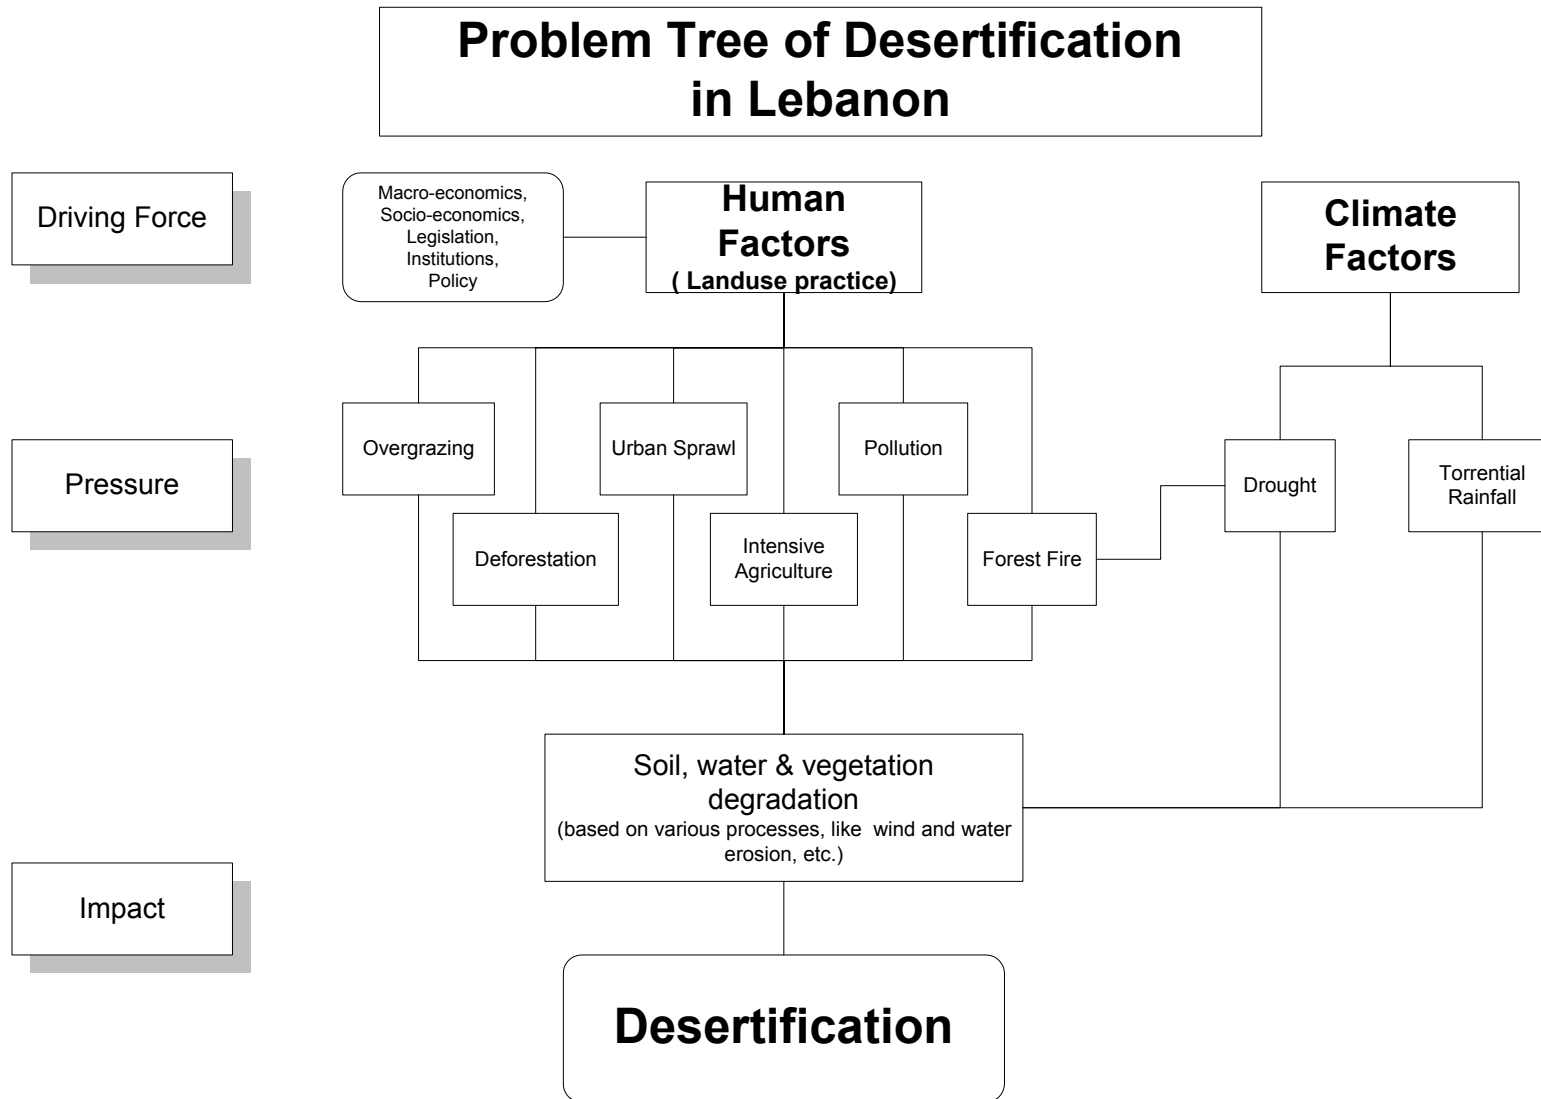 Problem Tree of Desertification
in Lebanon
Driving Force
Macro-economics,
Socio-economics,
Legislation,
Institutions,
Policy
Human
Factors
( Landuse practice)
Climate
Factors
Pressure
Overgrazing
Urban Sprawl
Pollution
Drought
Torrential
Rainfall
Deforestation
Intensive
Agriculture
Forest Fire
Soil, water & vegetation
degradation
(based on various processes, like  wind and water
erosion, etc.)
Impact
Desertification